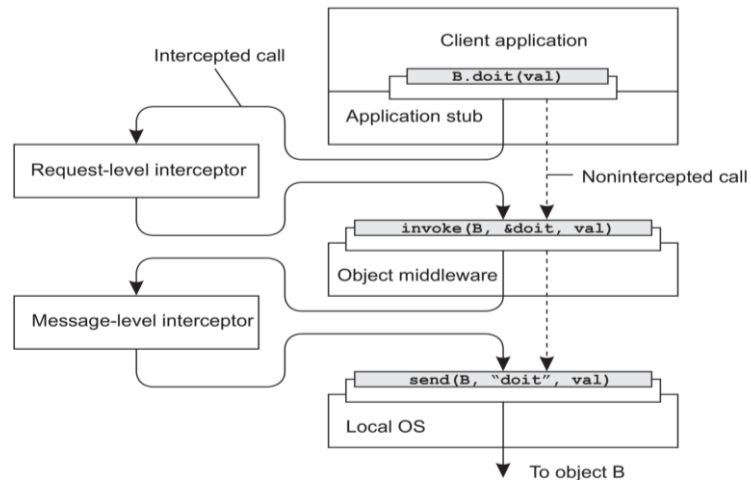 Client application
Intercepted call
B.doit(val)
Application stub
Request-level interceptor
Nonintercepted call
invoke(B, &doit, val)
Object middleware
Message-level interceptor
send(B, “doit”, val)
Local OS
To object B